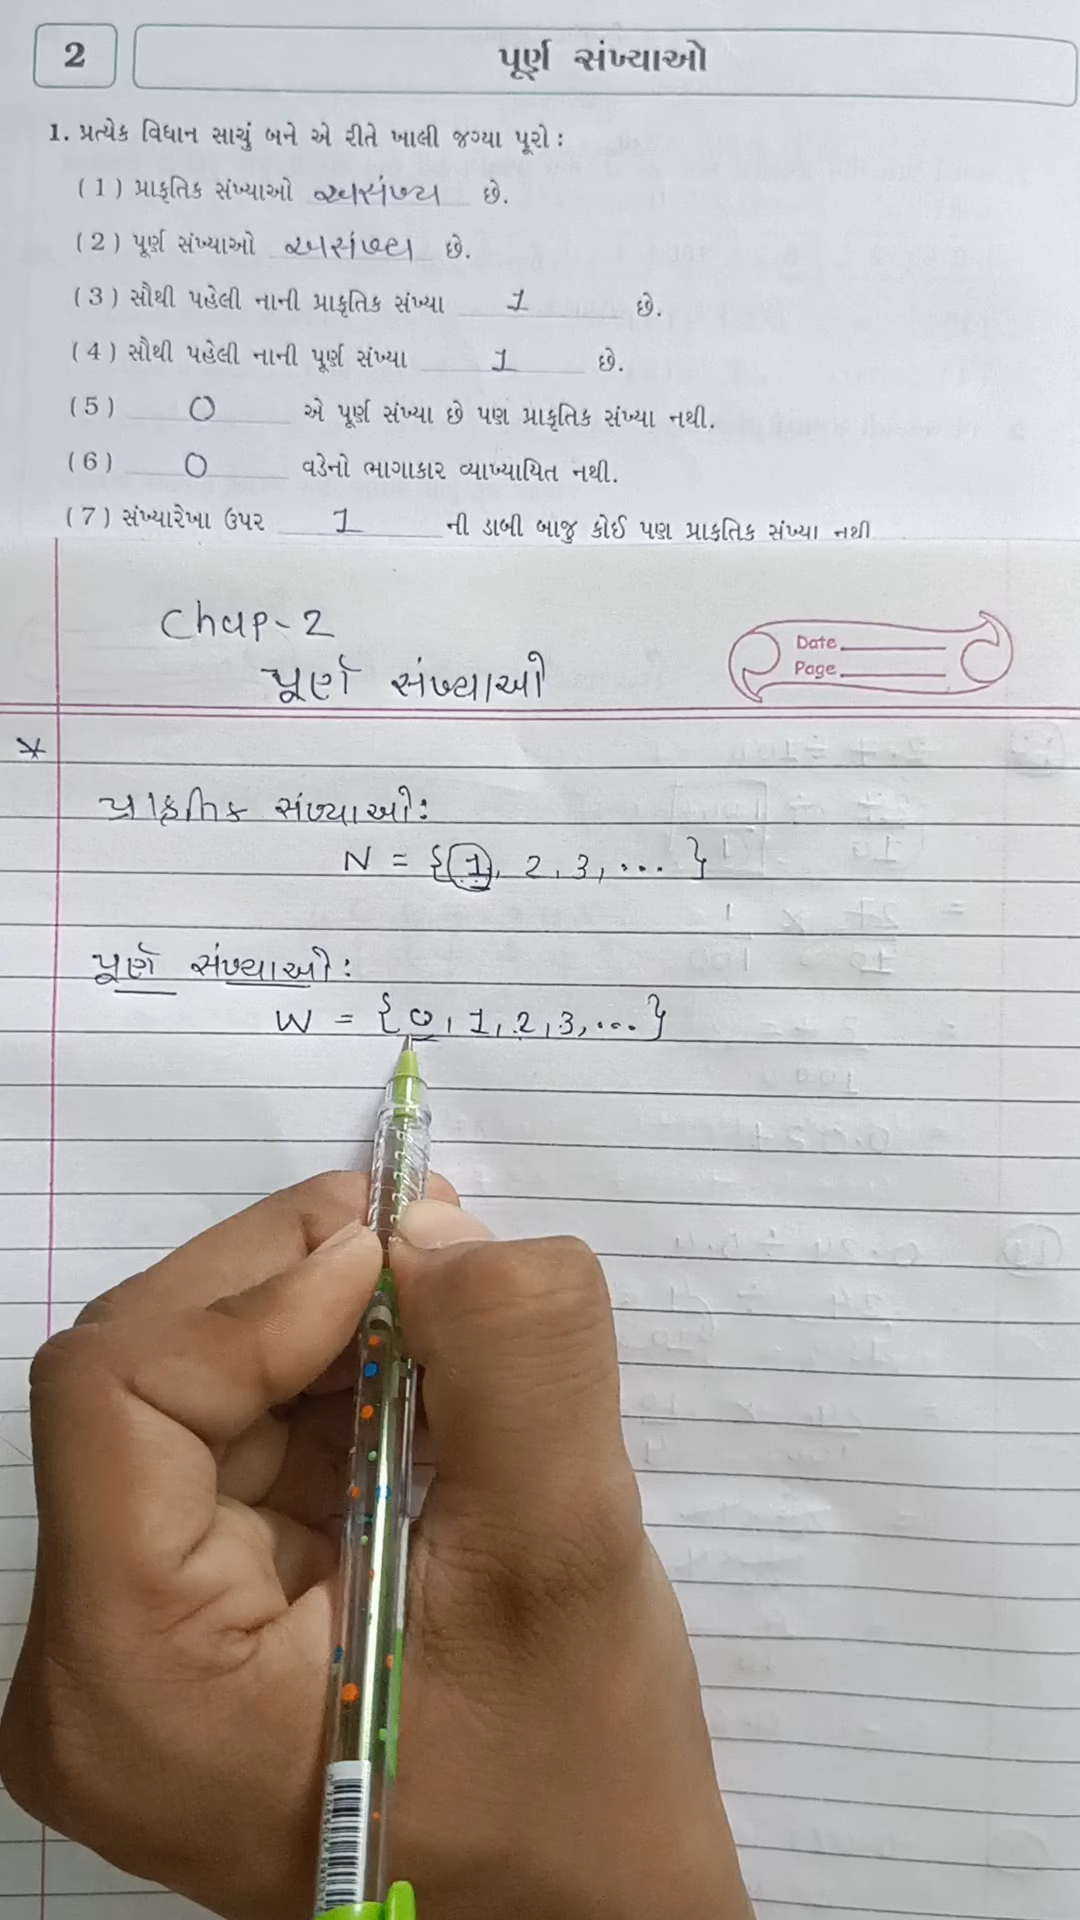 2
પૂર્ણ સંખ્યાઓ
1. પ્રત્યેક વિધાન સાચું બને એ રીતે ખાલી જગ્યા પૂરો :
(1) પ્રાકૃતિક સંખ્યાઓ અસંખ્ય છે.
(2) પૂર્ણ સંખ્યાઓ અસંખ્ય છે.
(3) સૌથી પહેલી નાની પ્રાકૃતિક સંખ્યા 1 છે.
(4) સૌથી પહેલી નાની પૂર્ણ સંખ્યા 1 છે.
(5) 0 એ પૂર્ણ સંખ્યા છે પણ પ્રાકૃતિક સંખ્યા નથી.
(6) 0 વડેનો ભાગાકાર વ્યાખ્યાયિત નથી.
(7) સંખ્યારેખા ઉપર 1 ની ડાબી બાજુ કોઈ પણ પ્રાકૃતિક સંખ્યા નથી
Chap-2
પૂર્ણ સંખ્યાઓ
Date
Page
*
પ્રાકૃતિક સંખ્યાઓ:
N = {1, 2, 3, ... }
પૂર્ણ સંખ્યાઓ:
W = {0, 1, 2, 3, ... }